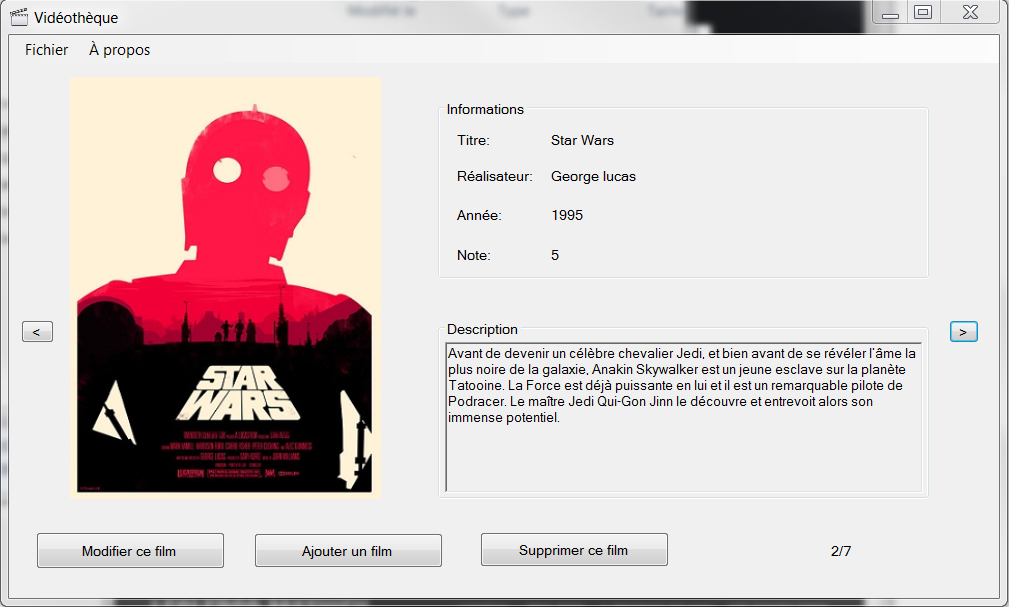 Vidéothèque
Fichier À propos
Informations
Titre: Star Wars
Réalisateur: George lucas
Année: 1995
Note: 5
<
>
Description
Avant de devenir un célèbre chevalier Jedi, et bien avant de se révéler l'âme la
plus noire de la galaxie, Anakin Skywalker est un jeune esclave sur la planète
Tatooine. La Force est déjà puissante en lui et il est un remarquable pilote de
Podracer. Le maître Jedi Qui-Gon Jinn le découvre et entrevoit alors son
immense potentiel.
STAR
WARS
Modifier ce film
Ajouter un film
Supprimer ce film
2/7